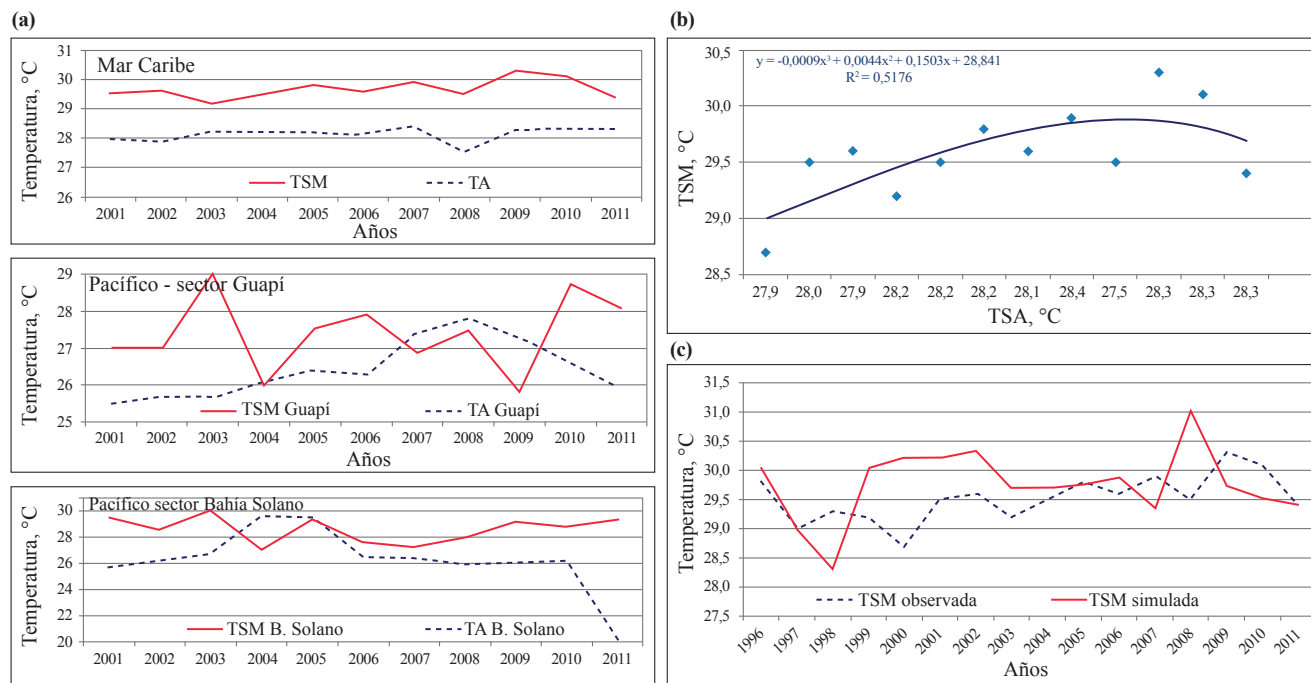 (a)
Mar Caribe
Temperatura, °C
31
30
29
28
27
26
TSM
TA
2001 2002 2003 2004 2005 2006 2007 2008 2009 2010 2011
Años
Pacífico - sector Guapí
Temperatura, °C
29
28
27
26
25
TSM Guapí
TA Guapí
2001 2002 2003 2004 2005 2006 2007 2008 2009 2010 2011
Años
Pacífico sector Bahía Solano
Temperatura, °C
30
28
26
24
22
20
TSM B. Solano
TA B. Solano
2001 2002 2003 2004 2005 2006 2007 2008 2009 2010 2011
(b)
y = -0,0009x³ + 0,0044x² + 0,1503x + 28,841
R² = 0,5176
TSM, °C
30,5
30,0
29,5
29,0
28,5
27,9 28,0 27,9 28,2 28,2 28,2 28,1 28,4 27,5 28,3 28,3 28,3
TSA, °C
(c)
Temperatura, °C
31,5
31,0
30,5
30,0
29,5
29,0
28,5
28,0
27,5
TSM observada
TSM simulada
1996 1997 1998 1999 2000 2001 2002 2003 2004 2005 2006 2007 2008 2009 2010 2011
Años